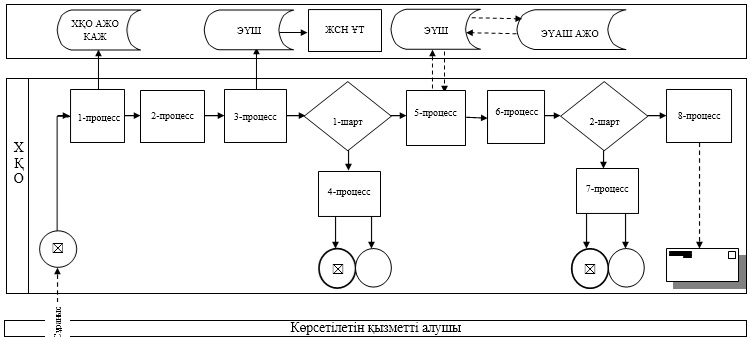 ХҚО АЖО
КАЖ
ЭҮШ
ЖСН ҰТ
ЭҮШ
ЭҮАШ АЖО
Х
Қ
О
1-процесс
2-процесс
3-процесс
1-шарт
5-процесс
6-процесс
2-шарт
8-процесс
4-процесс
7-процесс
Көрсетілетін қызметті алушы